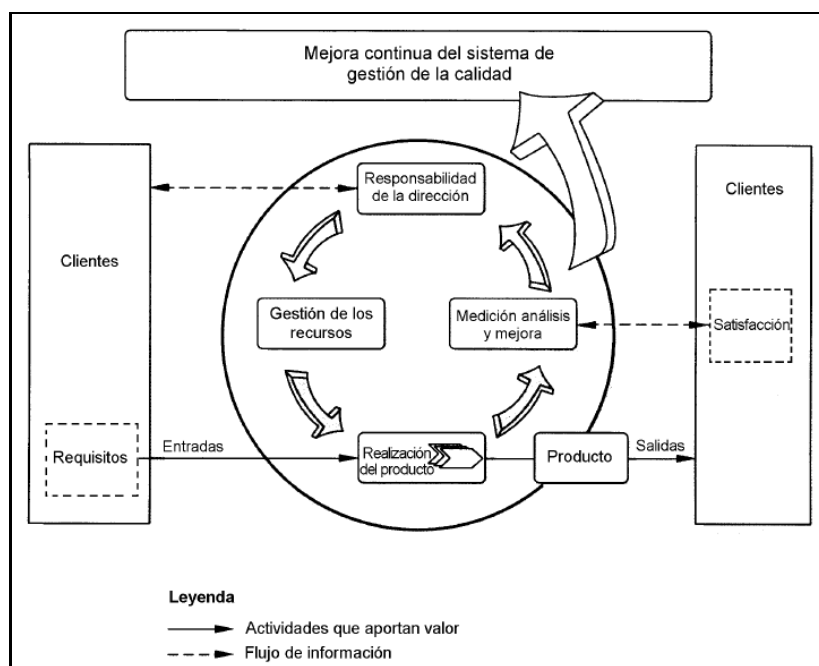 Mejora continua del sistema de
gestión de la calidad
Responsabilidad
de la dirección
Clientes
Clientes
Gestión de los
recursos
Medición análisis
y mejora
Satisfacción
Requisitos
Entradas
Realización
del producto
Producto
Salidas
Leyenda
Actividades que aportan valor
Flujo de información